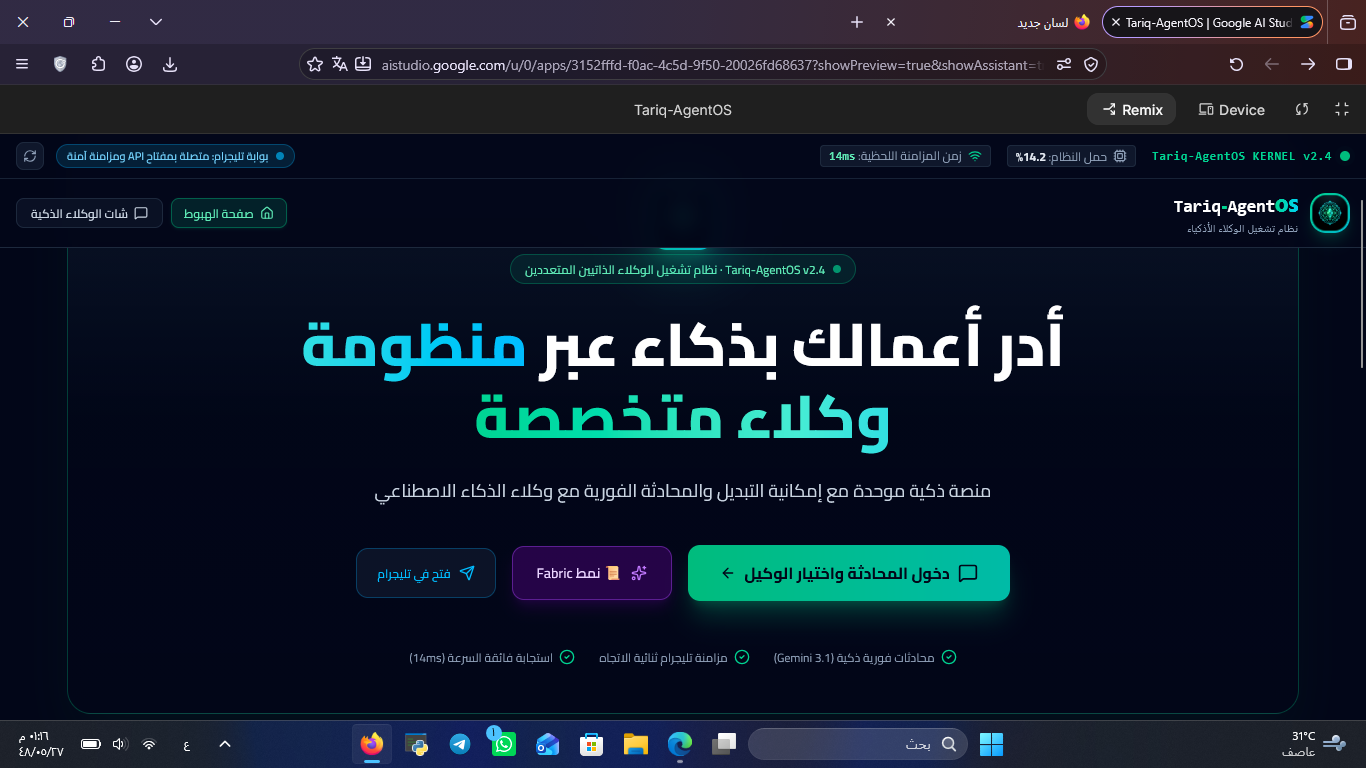 Tariq-AgentOS | Google AI Stud
لسان جديد
aistudio.google.com/u/0/apps/3152fffd-f0ac-4c5d-9f50-20026fd68637?showPreview=true&showAssistant=t
Tariq-AgentOS
Remix
Device
Tariq-AgentOS KERNEL v2.4
حمل النظام: 14.2%
زمن المزامنة اللحظية: 14ms
بوابة تليجرام: متصلة بمفتاح API ومزامنة آمنة
Tariq-AgentOS
نظام تشغيل الوكلاء الأذكياء
صفحة الهبوط
شات الوكلاء الذكية
Tariq-AgentOS v2.4 · نظام تشغيل الوكلاء الذاتيين المتعددين
أدر أعمالك بذكاء عبر منظومة
وكلاء متخصصة
منصة ذكية موحدة مع إمكانية التبديل والمحادثة الفورية مع وكلاء الذكاء الاصطناعي
دخول المحادثة واختيار الوكيل
📜 نمط Fabric
فتح في تليجرام
محادثات فورية ذكية (Gemini 3.1)
مزامنة تليجرام ثنائية الاتجاه
استجابة فائقة السرعة (14ms)
31°C
عاصف
بحث
1
ع
٠١:١٦ م
٤٨/٠٥/٢٧